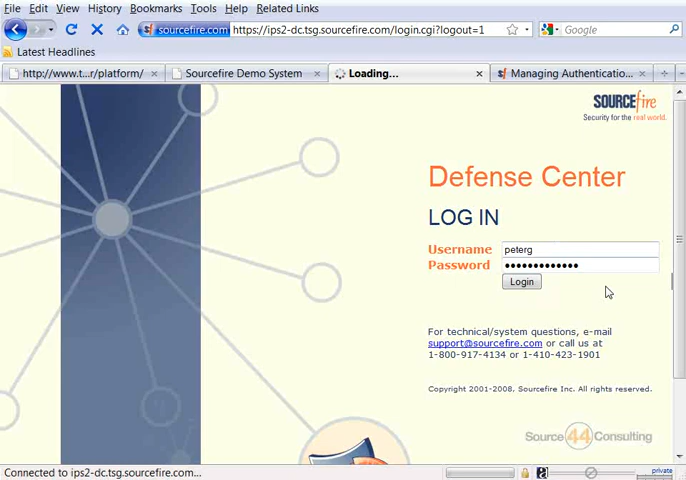 File Edit View History Bookmarks Tools Help Related Links
sourcefire.com https://ips2-dc.tsg.sourcefire.com/login.cgi?logout=1 Google
Latest Headlines
http://www.t...r/platform/ Sourcefire Demo System Loading... Managing Authenticatio...
SOURCEfire
Security for the real world.
Defense Center
LOG IN
Username peterg
Password •••••••••••••
Login
For technical/system questions, e-mail
support@sourcefire.com or call us at
1-800-917-4134 or 1-410-423-1901
Copyright 2001-2008, Sourcefire Inc. All rights reserved.
Source 44 Consulting
Connected to ips2-dc.tsg.sourcefire.com... private